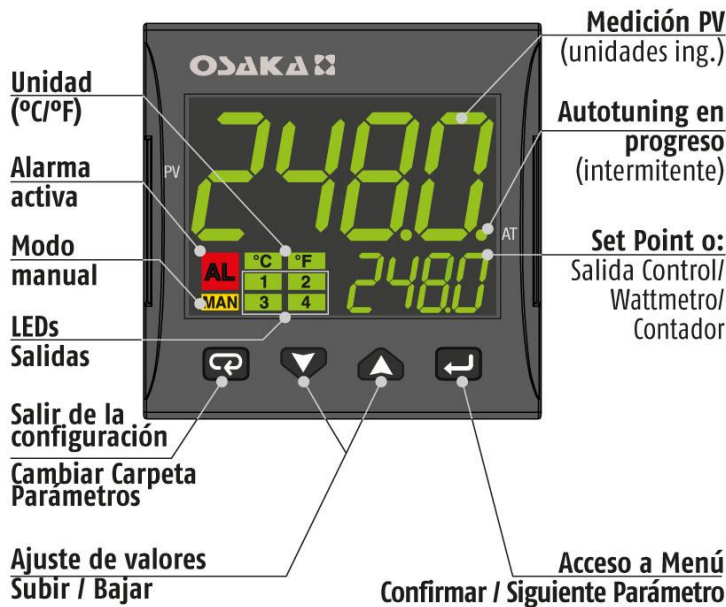 Medición PV
(unidades ing.)
OSAKA
Unidad
(ºC/ºF)
Autotuning en
progreso
(intermitente)
248.0.
PV
AT
Alarma
activa
Set Point o:
Salida Control/
Wattmetro/
Contador
Modo
manual
AL
°C °F
1 2
MAN
3 4
248.0
LEDs
Salidas
Salir de la
configuración
Cambiar Carpeta
Parámetros
Ajuste de valores
Subir / Bajar
Acceso a Menú
Confirmar / Siguiente Parámetro